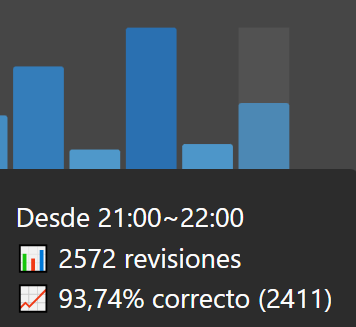 Desde 21:00~22:00
📊 2572 revisiones
📈 93,74% correcto (2411)